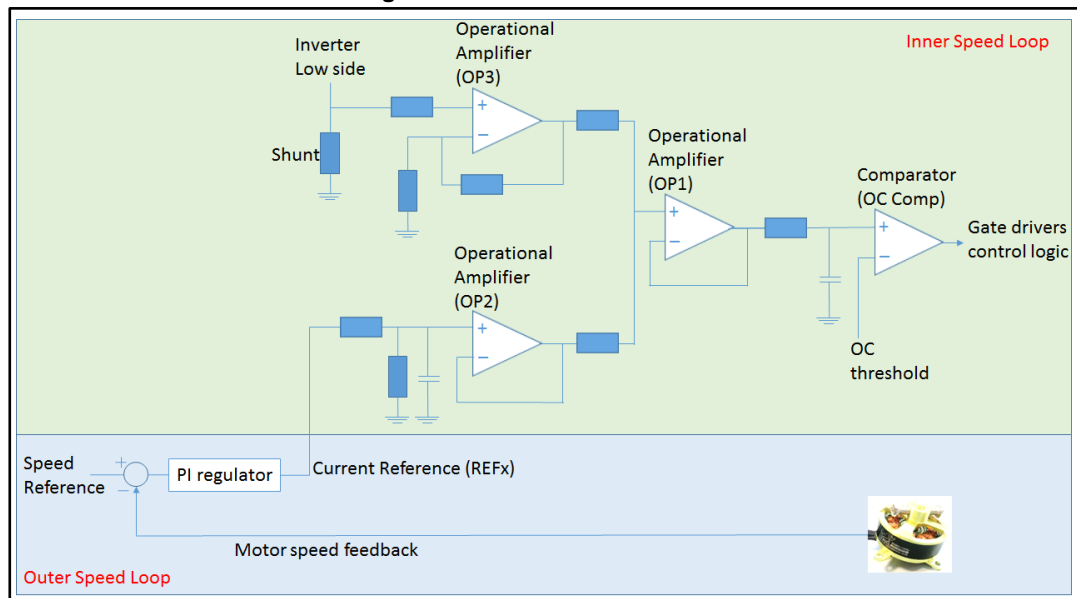 Inner Speed Loop
Inverter
Low side
Operational
Amplifier
(OP3)
+
−
Shunt
Operational
Amplifier
(OP1)
+
−
Comparator
(OC Comp)
+
−
Gate drivers
control logic
Operational
Amplifier
(OP2)
+
−
OC
threshold
Speed
Reference
+
−
PI regulator
Current Reference (REFx)
Motor speed feedback
Outer Speed Loop